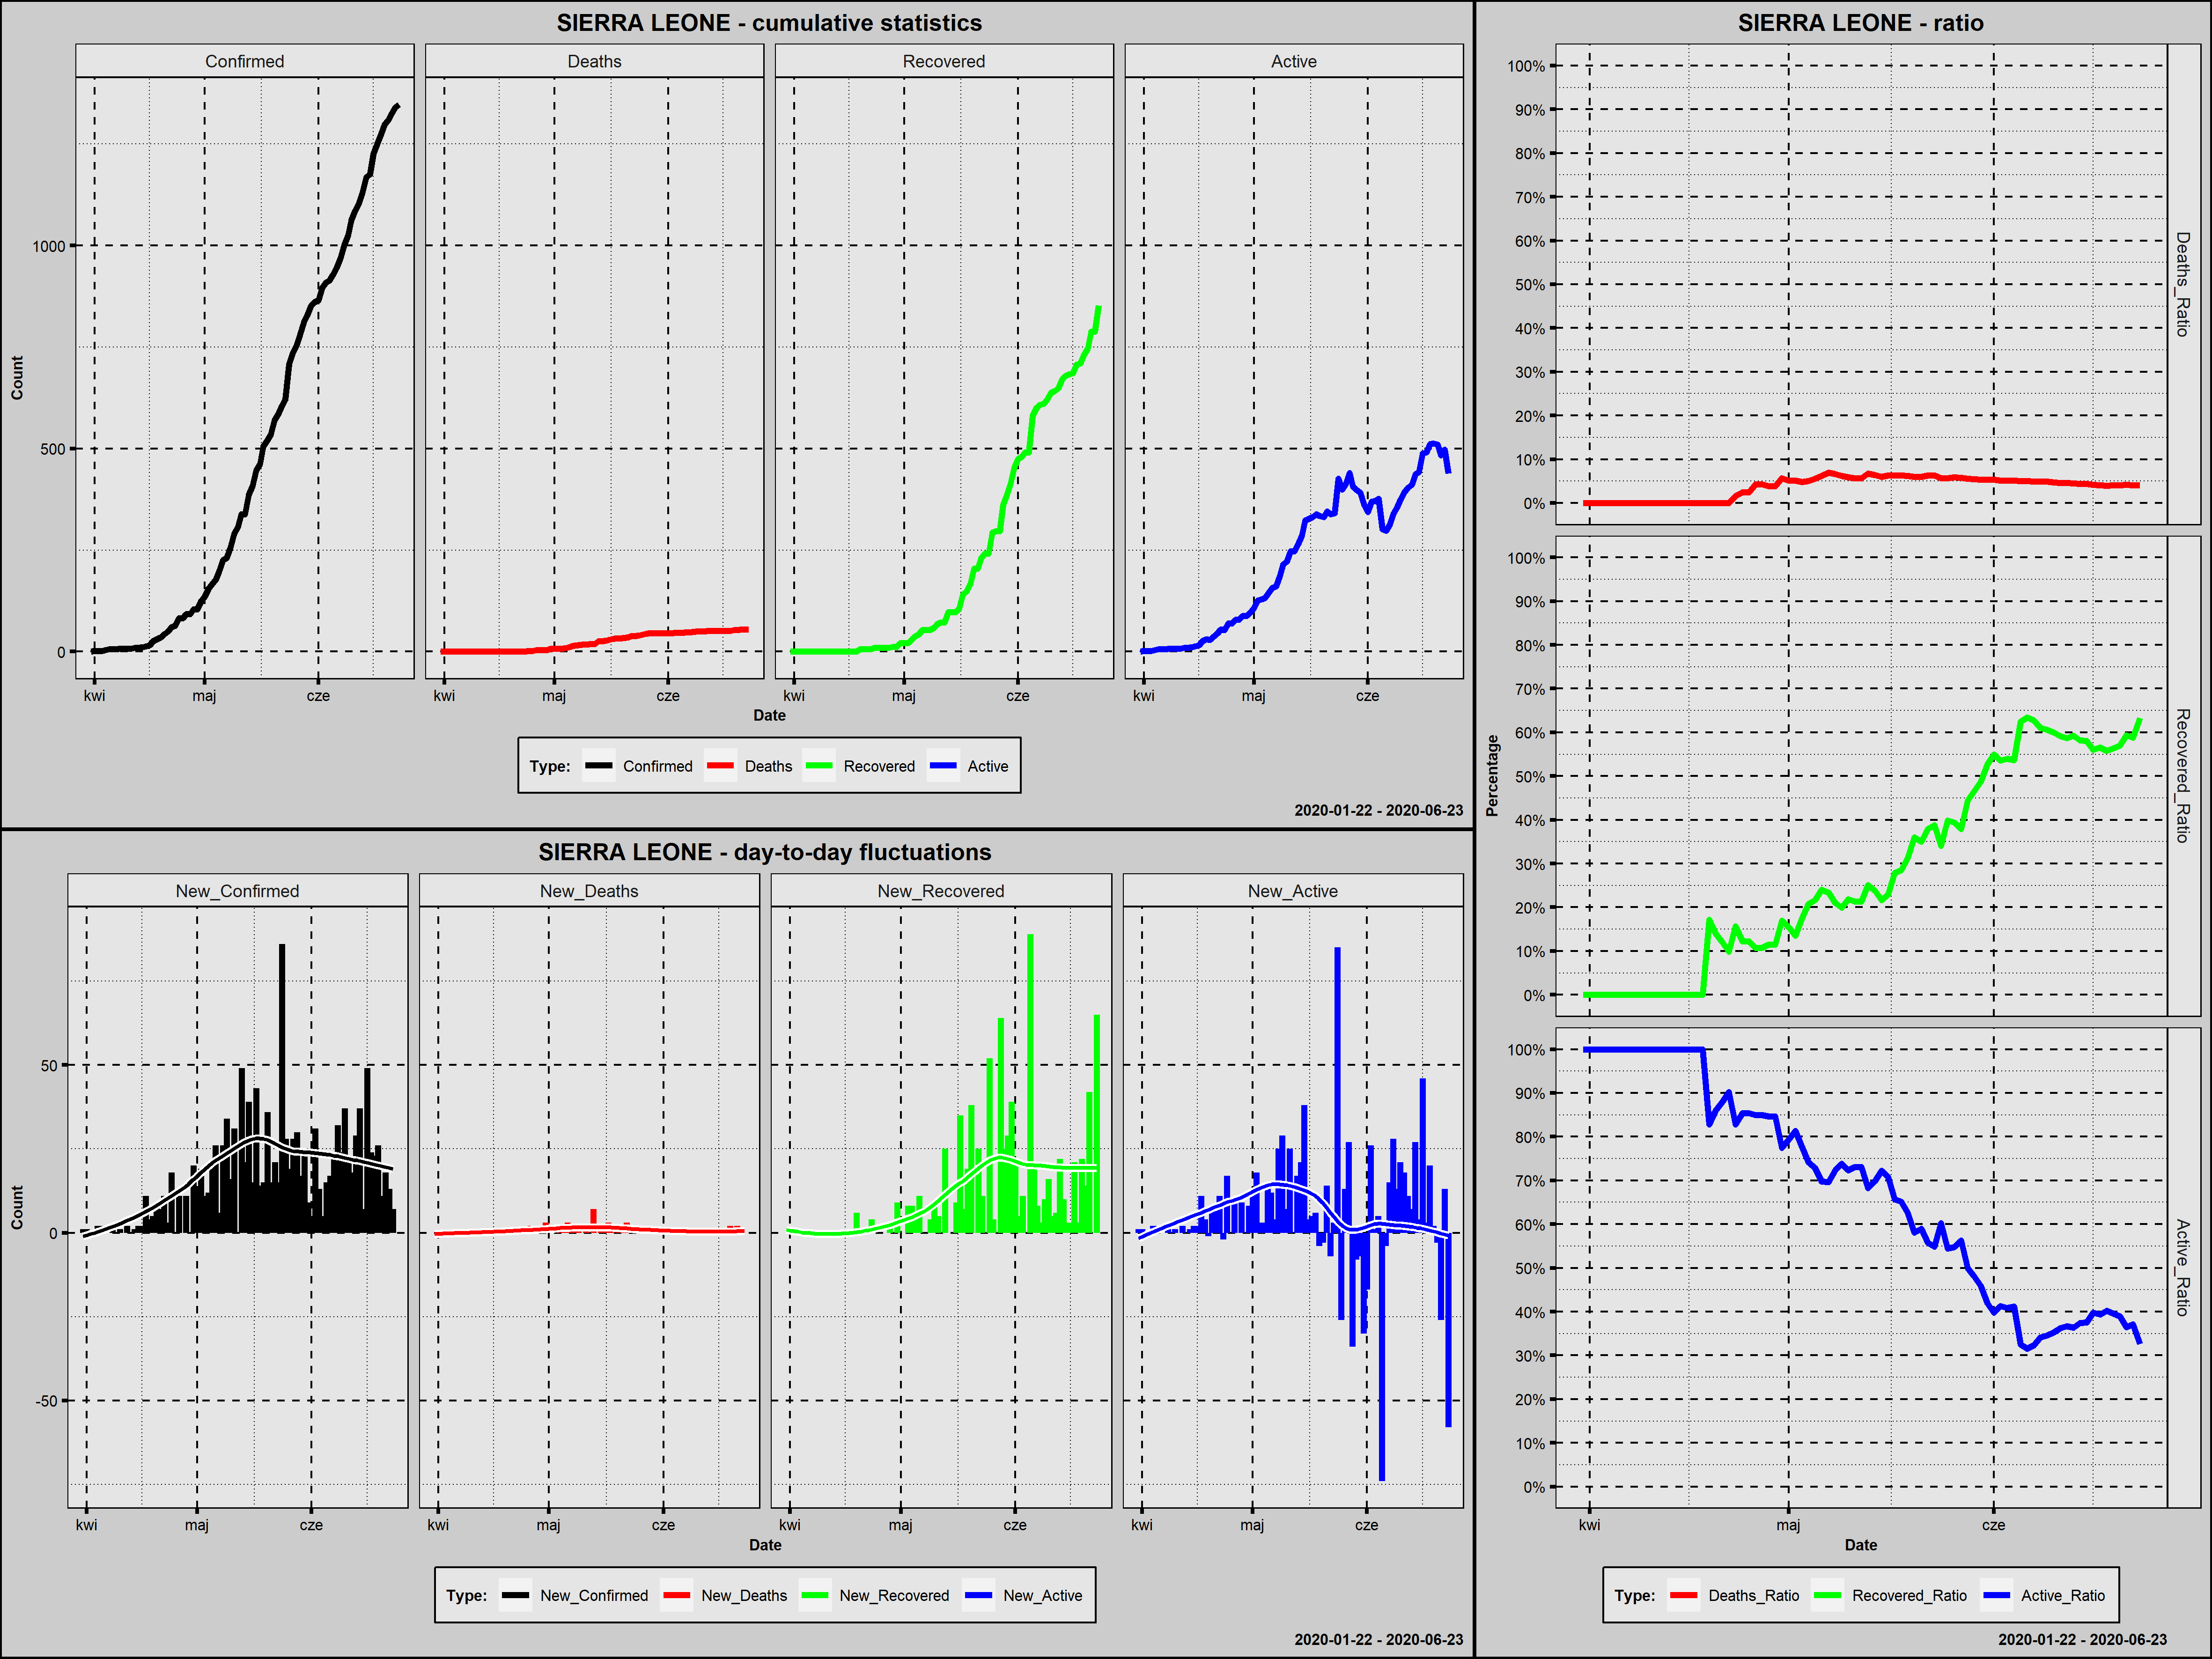 SIERRA LEONE - cumulative statistics
Confirmed Deaths Recovered Active
Count
1000
500
0
kwi maj cze kwi maj cze kwi maj cze kwi maj cze
Date
Type: Confirmed Deaths Recovered Active
2020-01-22 - 2020-06-23
SIERRA LEONE - day-to-day fluctuations
New_Confirmed New_Deaths New_Recovered New_Active
Count
50
0
-50
kwi maj cze kwi maj cze kwi maj cze kwi maj cze
Date
Type: New_Confirmed New_Deaths New_Recovered New_Active
2020-01-22 - 2020-06-23
SIERRA LEONE - ratio
Percentage
100%
90%
80%
70%
60%
50%
40%
30%
20%
10%
0%
Deaths_Ratio
100%
90%
80%
70%
60%
50%
40%
30%
20%
10%
0%
Recovered_Ratio
100%
90%
80%
70%
60%
50%
40%
30%
20%
10%
0%
Active_Ratio
kwi maj cze
Date
Type: Deaths_Ratio Recovered_Ratio Active_Ratio
2020-01-22 - 2020-06-23